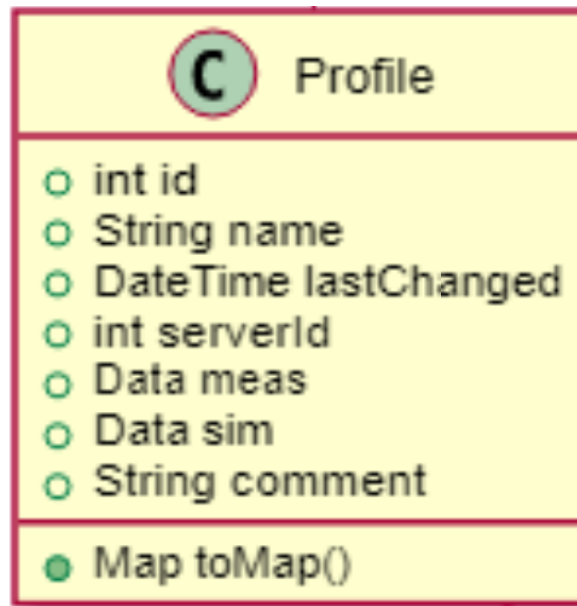 C Profile
int id
String name
DateTime lastChanged
int serverId
Data meas
Data sim
String comment
Map toMap()